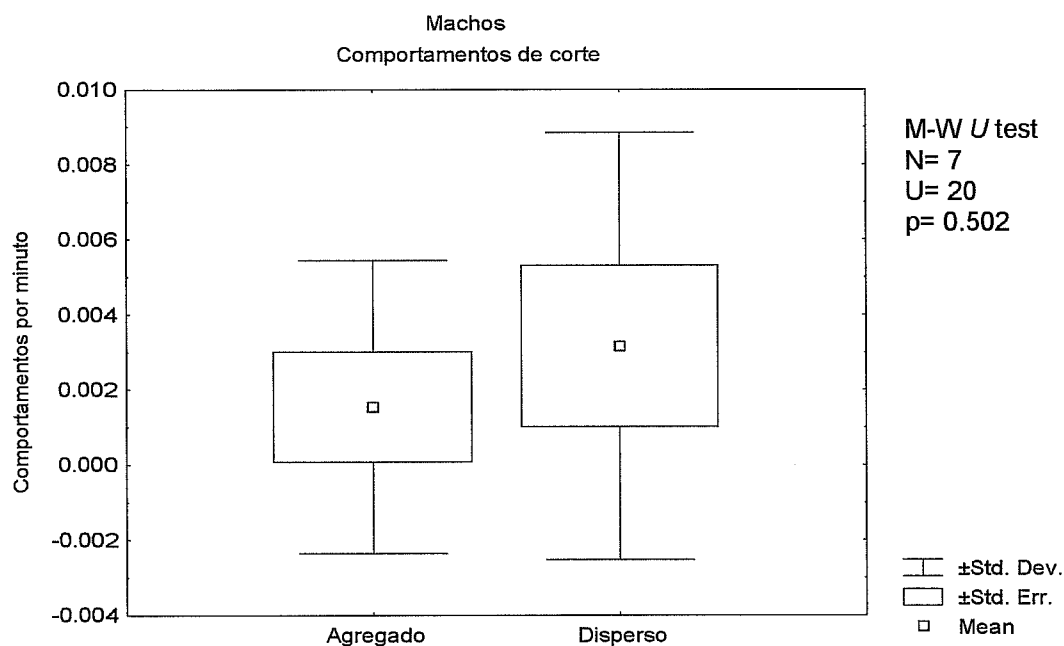 Machos
Comportamentos de corte
Comportamentos por minuto
0.010
0.008
0.006
0.004
0.002
0.000
-0.002
-0.004
Agregado
Disperso
M-W U test
N= 7
U= 20
p= 0.502
±Std. Dev.
±Std. Err.
Mean